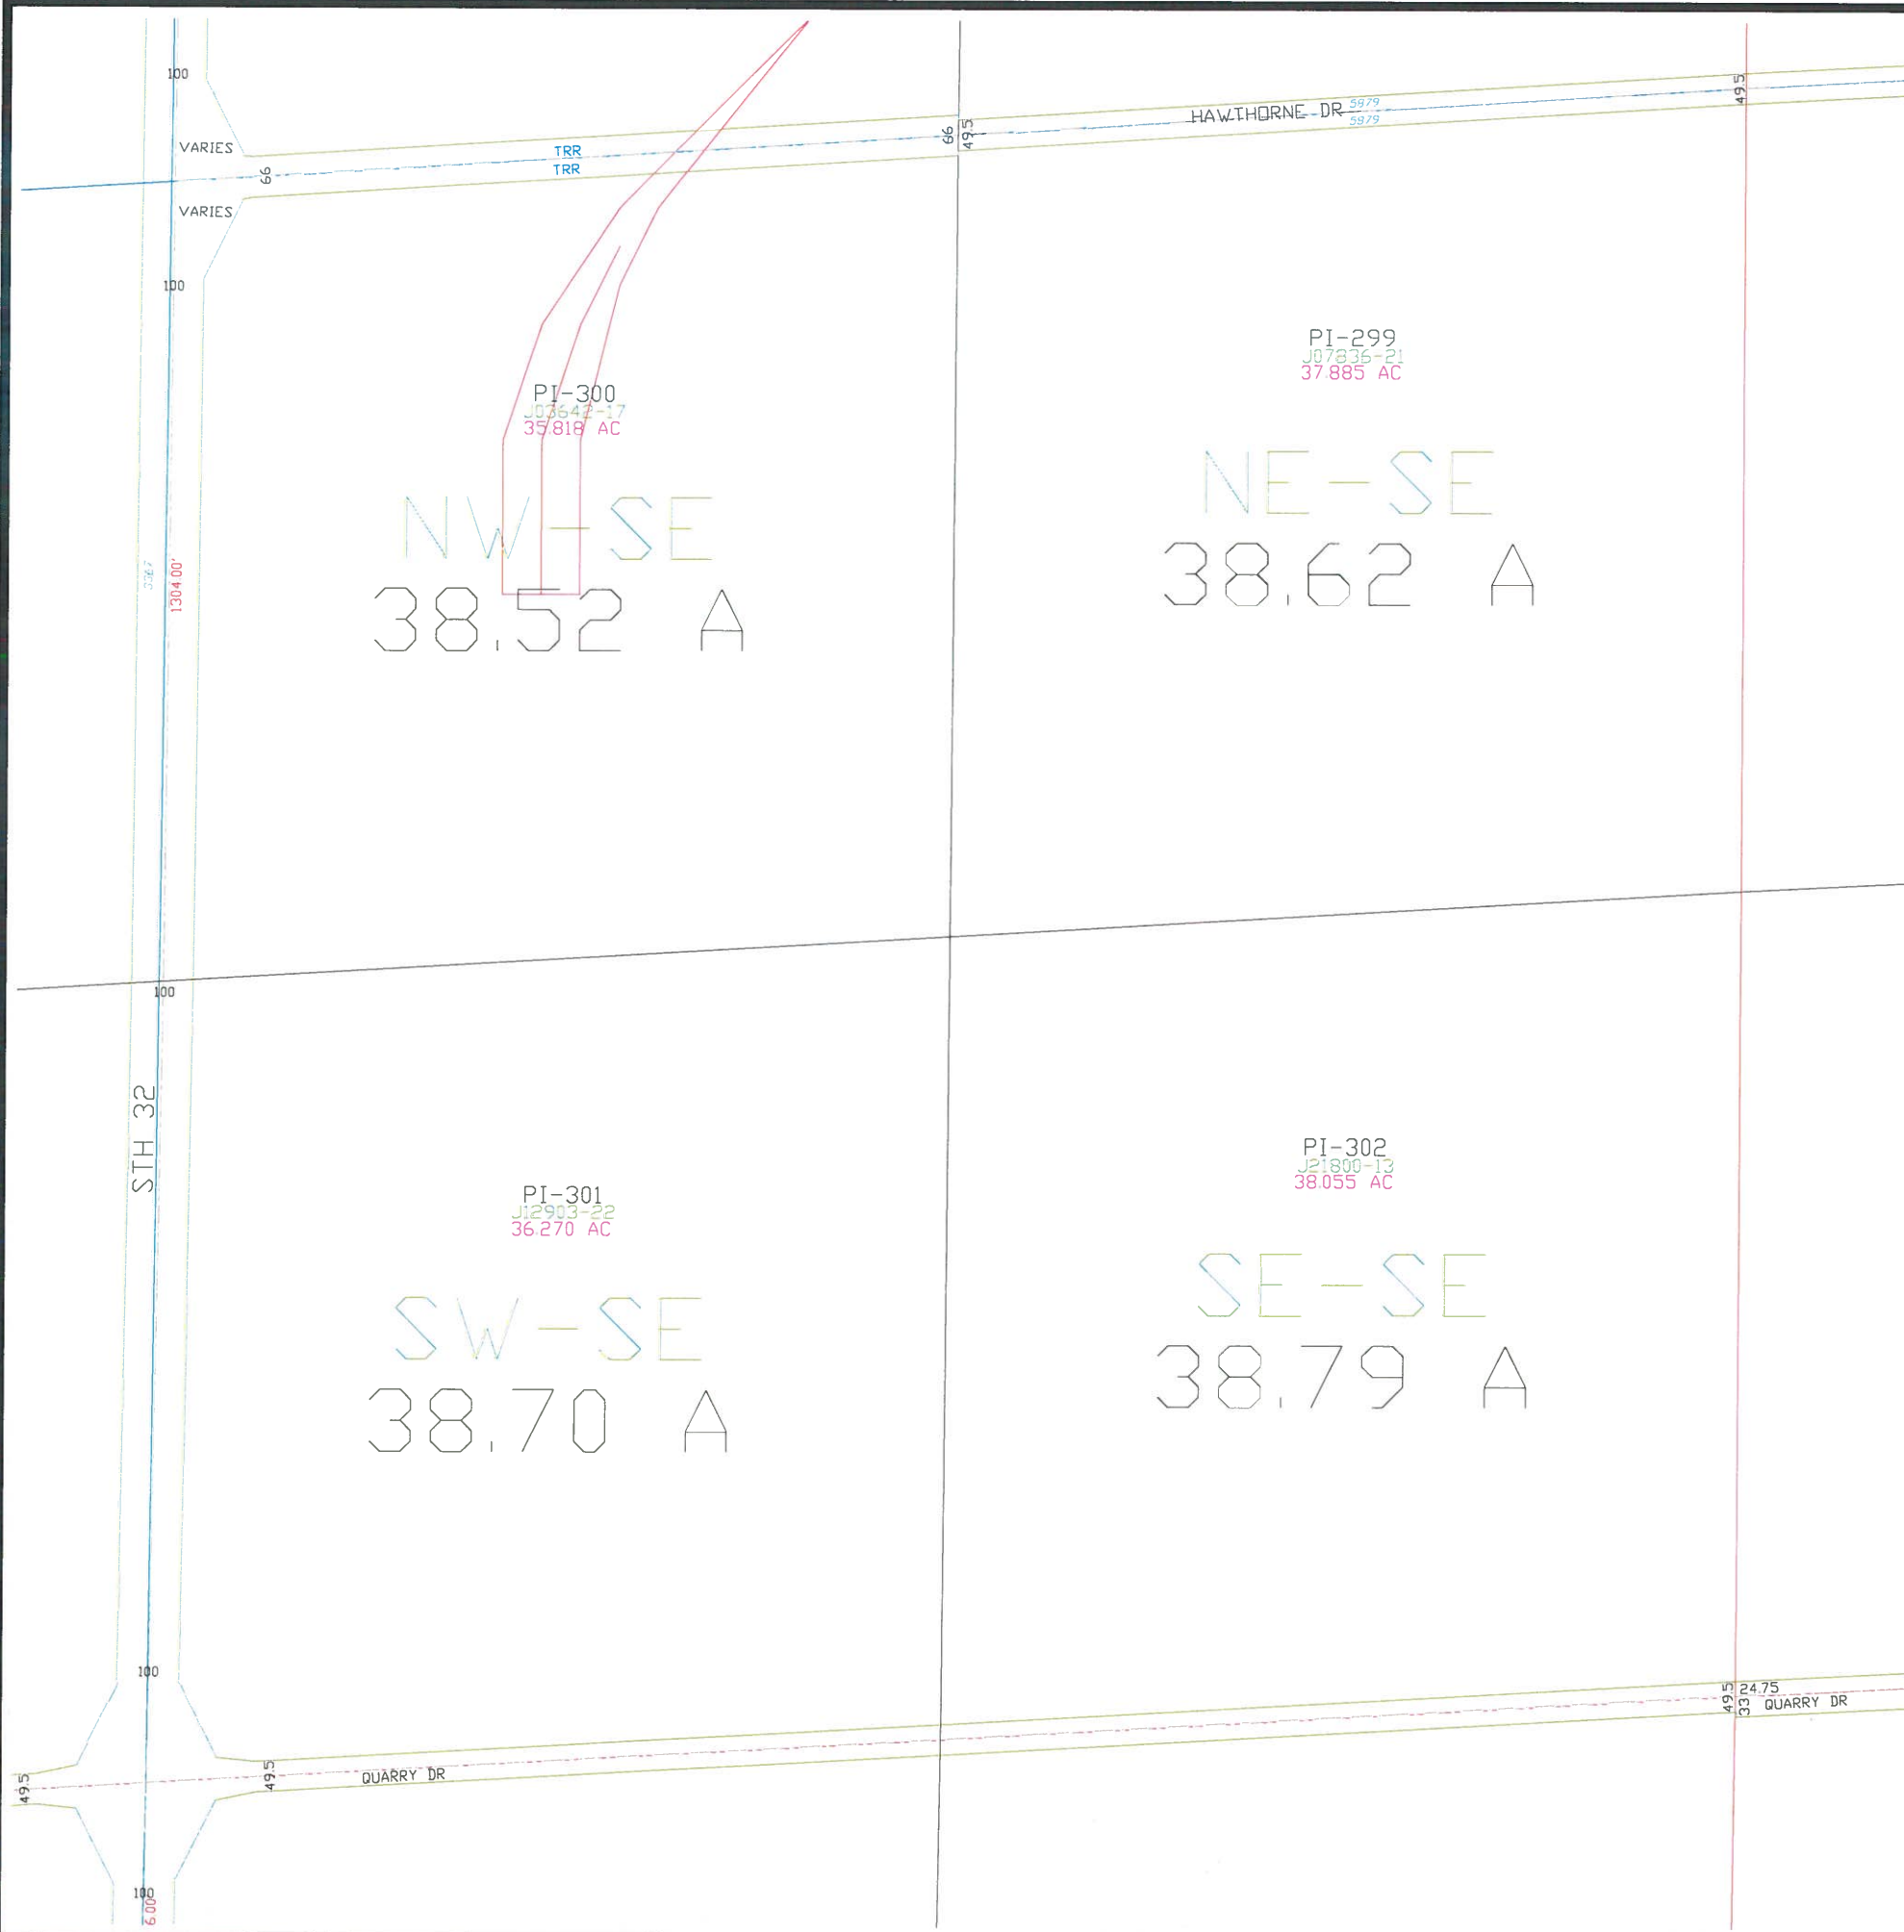 100
VARIES
66
TRR
TRR
VARIES
100
66
49.5
HAWTHORNE DR
5879
5879
49.5
PI-300
J03642-17
35.818 AC
NW-SE
38.52 A
PI-299
J07836-21
37.885 AC
NE-SE
38.62 A
1304.00'
100
STH 32
PI-301
J12903-22
36.270 AC
SW-SE
38.70 A
PI-302
J21800-13
38.055 AC
SE-SE
38.79 A
100
49.5
49.5
QUARRY DR
49.5
24.75
33
QUARRY DR
100
6.00'